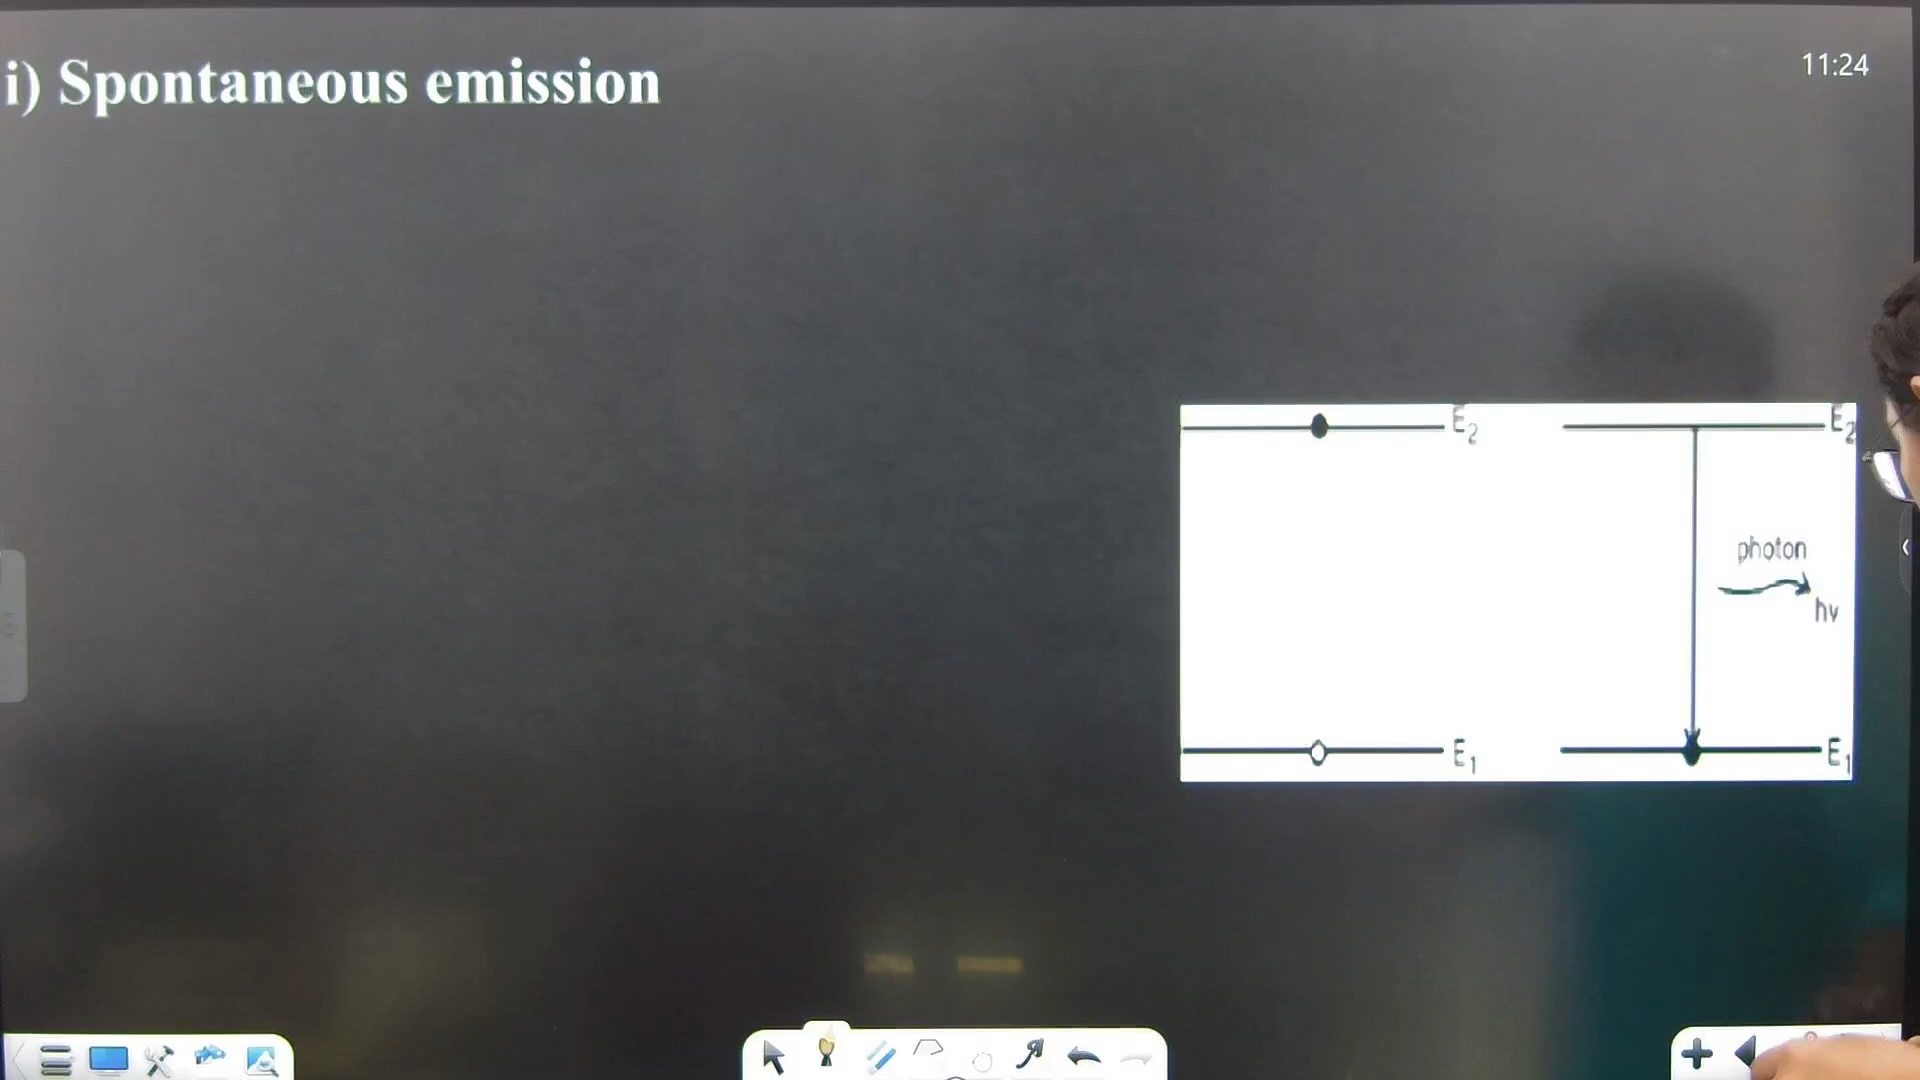 i) Spontaneous emission
11:24
E2
E2
photon
hν
E1
E1